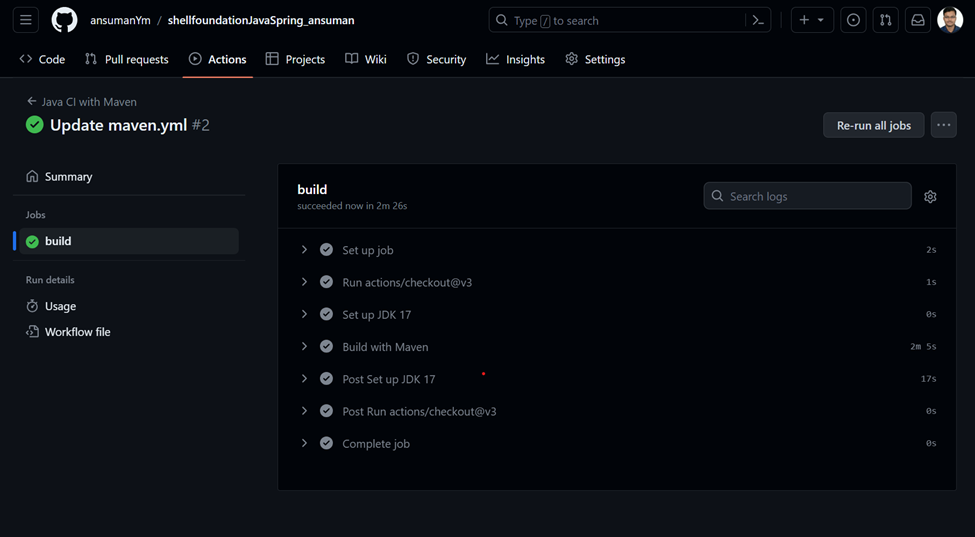 ansumanYm / shellfoundationJavaSpring_ansuman
Type / to search
Code Pull requests Actions Projects Wiki Security Insights Settings
Java CI with Maven
Update maven.yml #2
Re-run all jobs
Summary
Jobs
build
Run details
Usage
Workflow file
build
succeeded now in 2m 26s
Search logs
Set up job 2s
Run actions/checkout@v3 1s
Set up JDK 17 0s
Build with Maven 2m 5s
Post Set up JDK 17 17s
Post Run actions/checkout@v3 0s
Complete job 0s